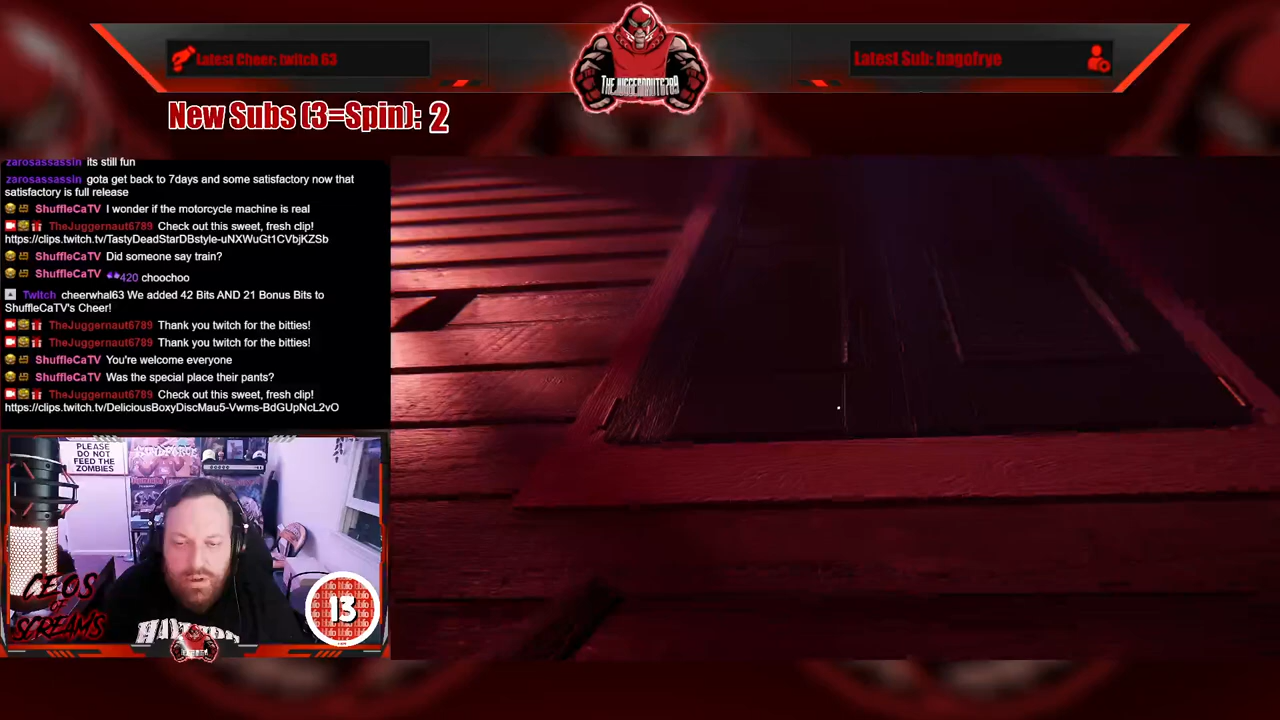 Latest Cheer: twitch 63
THEJUGGERNAUT6789
Latest Sub: bagofrye
New Subs (3=Spin): 2
zarosassassin its still fun
zarosassassin gota get back to 7days and some satisfactory now that
satisfactory is full release
ShuffleCaTV I wonder if the motorcycle machine is real
TheJuggernaut6789 Check out this sweet, fresh clip!
https://clips.twitch.tv/TastyDeadStarDBstyle-uNXWuGt1CVbjKZSb
ShuffleCaTV Did someone say train?
ShuffleCaTV 420 choochoo
Twitch cheerwhal63 We added 42 Bits AND 21 Bonus Bits to
ShuffleCaTV's Cheer!
TheJuggernaut6789 Thank you twitch for the bitties!
TheJuggernaut6789 Thank you twitch for the bitties!
ShuffleCaTV You're welcome everyone
ShuffleCaTV Was the special place their pants?
TheJuggernaut6789 Check out this sweet, fresh clip!
https://clips.twitch.tv/DeliciousBoxyDiscMau5-Vwms-BdGUpNcL2vO
PLEASE
DO NOT
FEED THE
ZOMBIES
CEOS
OF
SCREAMS
13